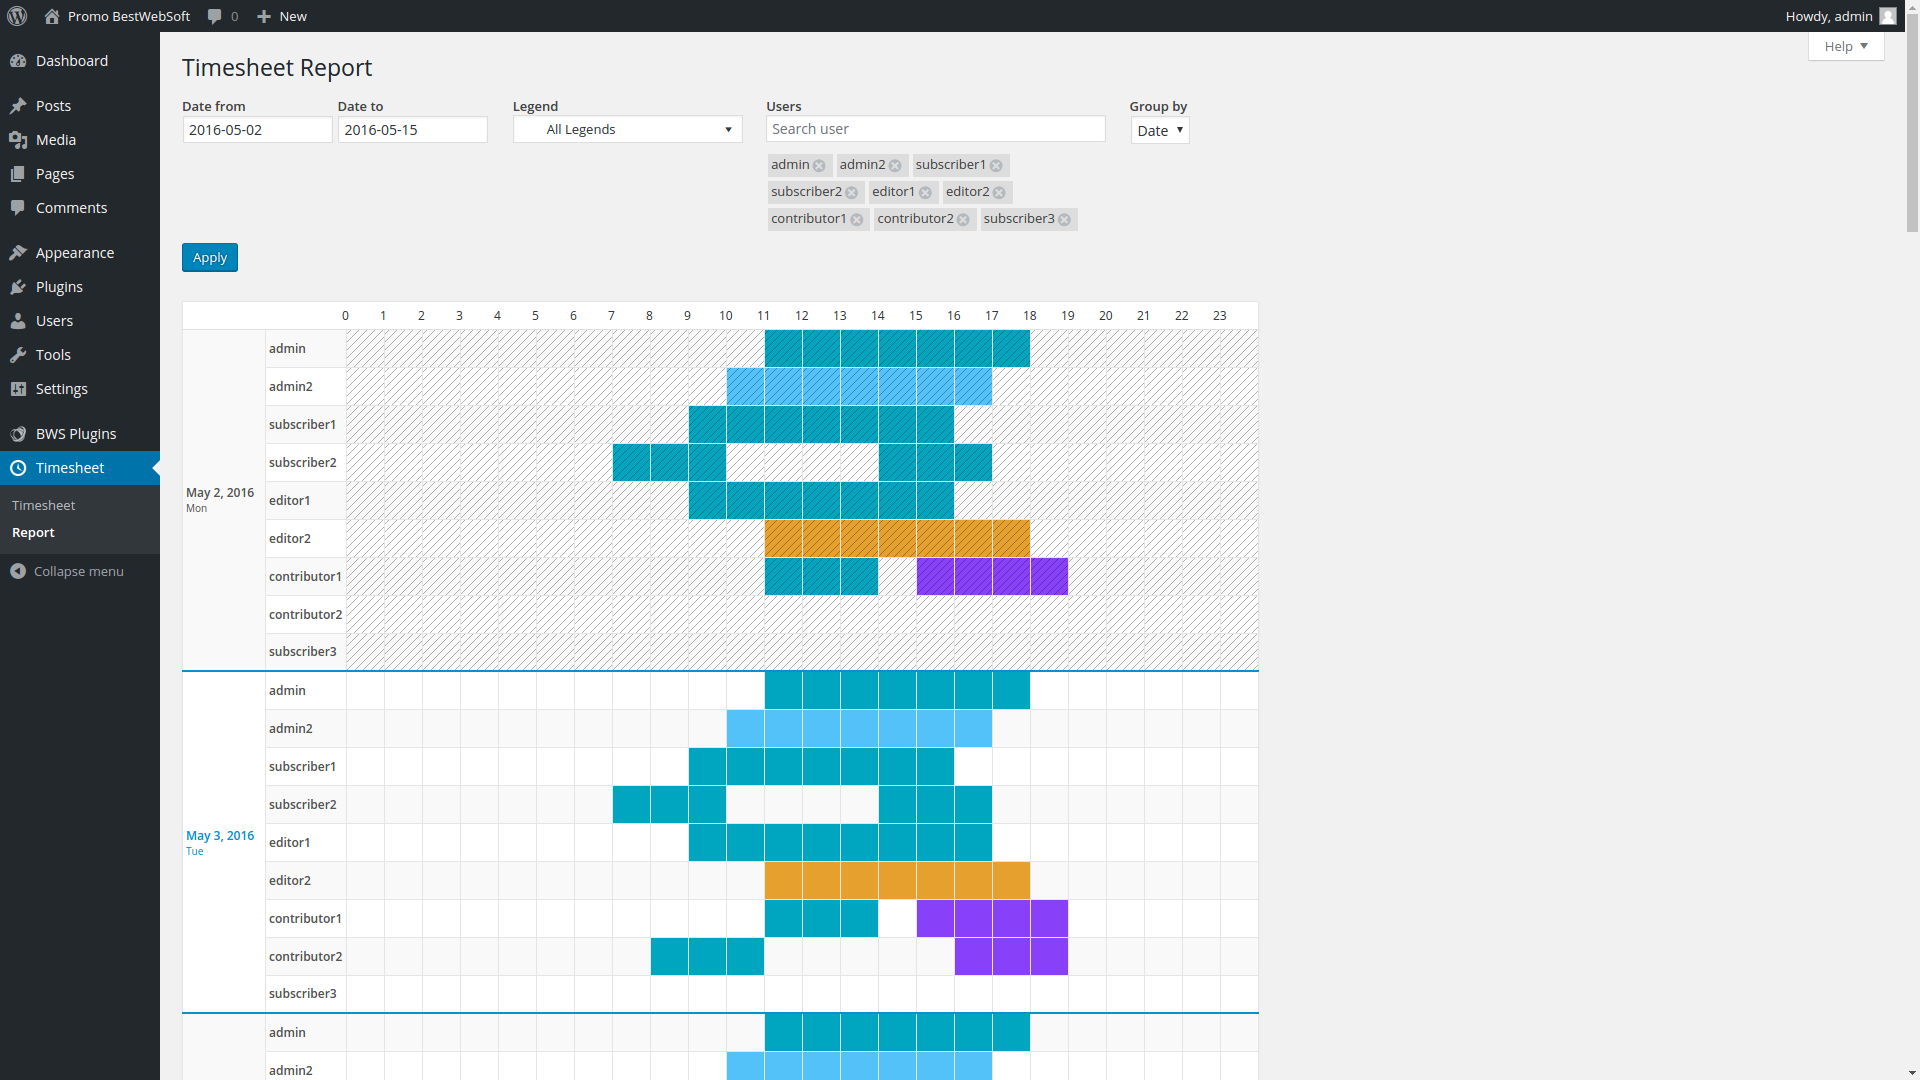 Promo BestWebSoft 0 New Howdy, admin
Help
Dashboard
Posts
Media
Pages
Comments
Appearance
Plugins
Users
Tools
Settings
BWS Plugins
Timesheet
Timesheet
Report
Collapse menu
Timesheet Report
Date from Date to Legend Users Group by
2016-05-02 2016-05-15 All Legends Search user Date
admin admin2 subscriber1
subscriber2 editor1 editor2
contributor1 contributor2 subscriber3
Apply
0 1 2 3 4 5 6 7 8 9 10 11 12 13 14 15 16 17 18 19 20 21 22 23
May 2, 2016
Mon
admin
admin2
subscriber1
subscriber2
editor1
editor2
contributor1
contributor2
subscriber3
May 3, 2016
Tue
admin
admin2
subscriber1
subscriber2
editor1
editor2
contributor1
contributor2
subscriber3
admin
admin2